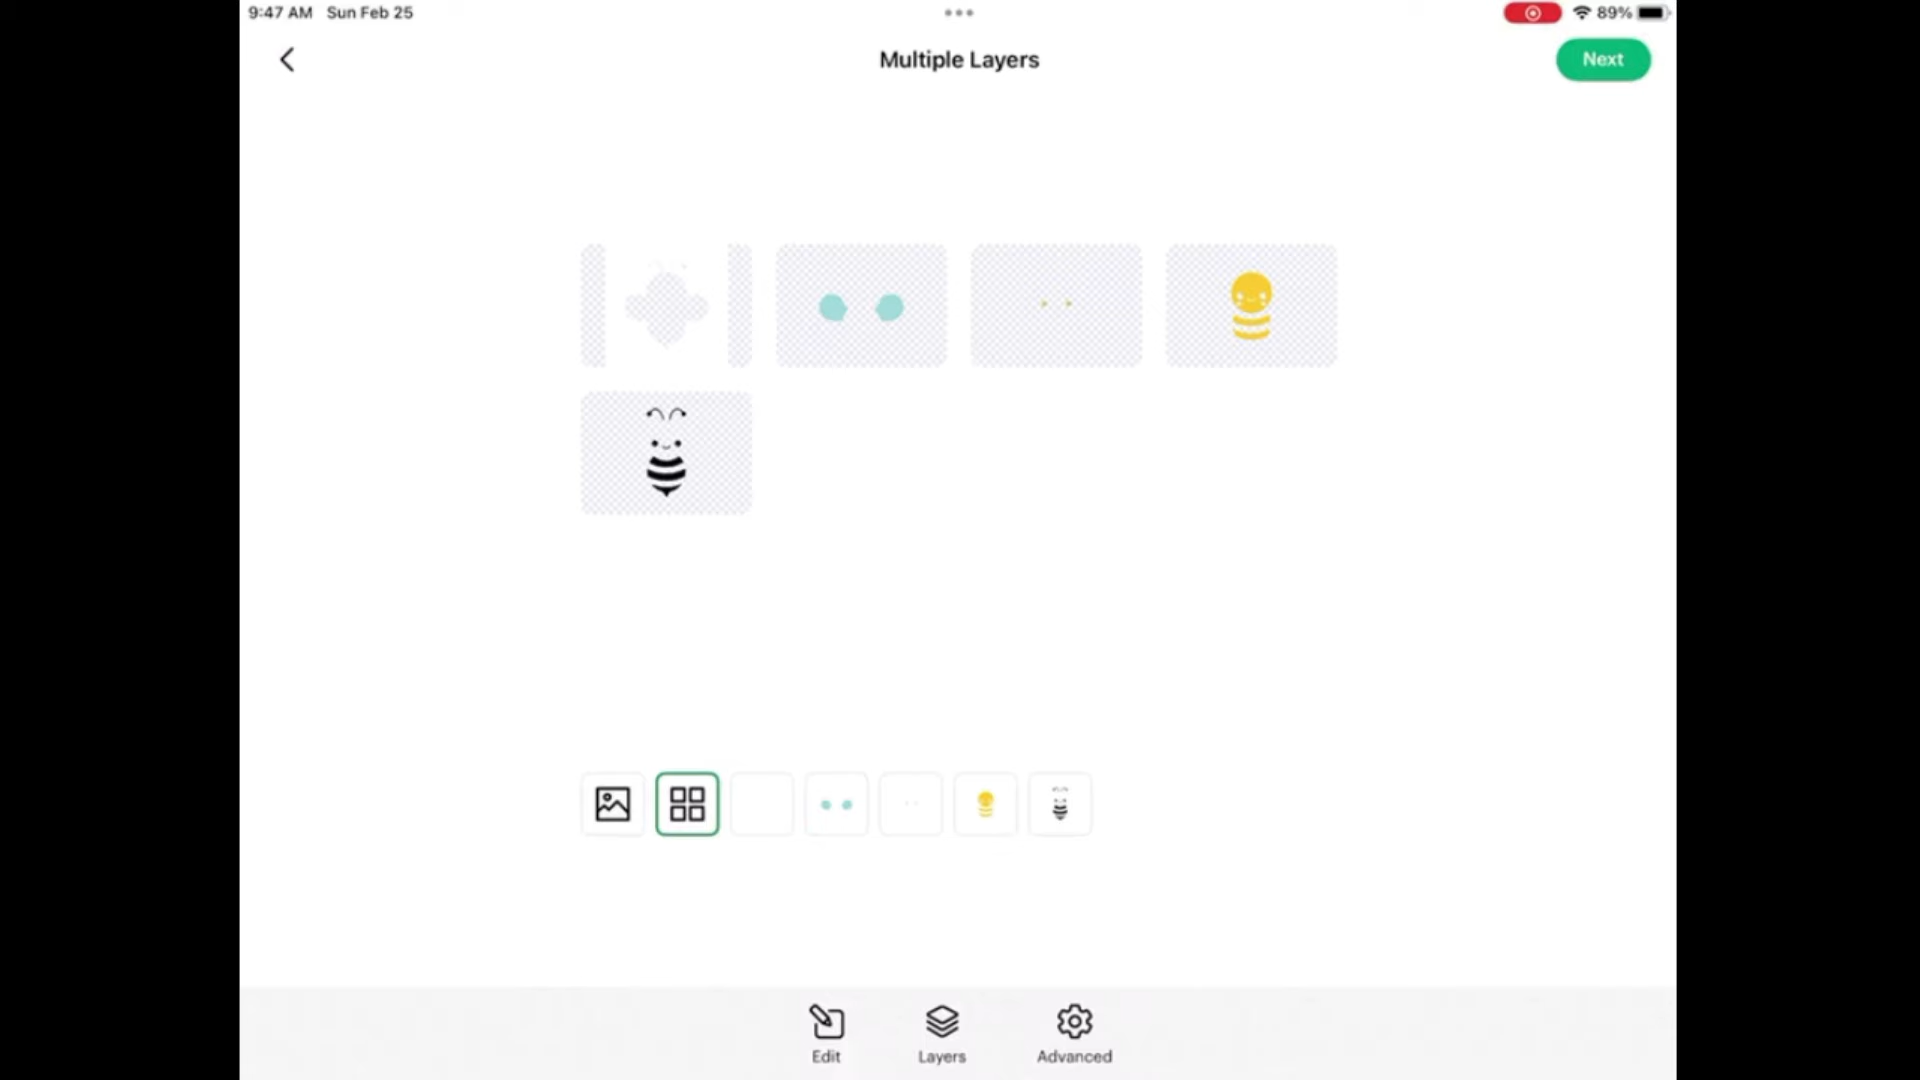 9:47 AM Sun Feb 25
89%
Multiple Layers
Next
Edit
Layers
Advanced